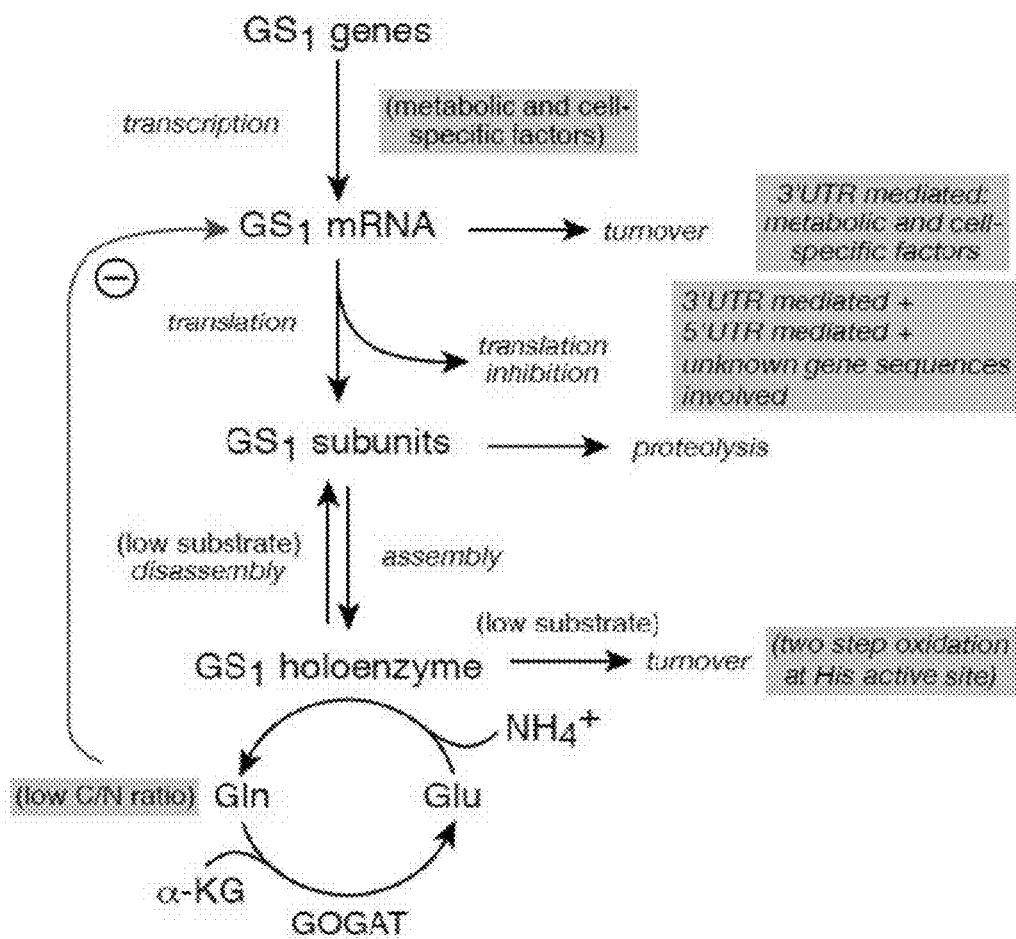 GS1 genes
transcription
(metabolic and cell-
specific factors)
GS1 mRNA
turnover
3'UTR mediated:
metabolic and cell-
specific factors
translation
translation
inhibition
3'UTR mediated +
5'UTR mediated +
unknown gene sequences
involved
GS1 subunits
proteolysis
(low substrate)
disassembly
assembly
GS1 holoenzyme
(low substrate)
turnover
(two step oxidation
at His active site)
NH4+
(low C/N ratio) Gln
Glu
α-KG
GOGAT